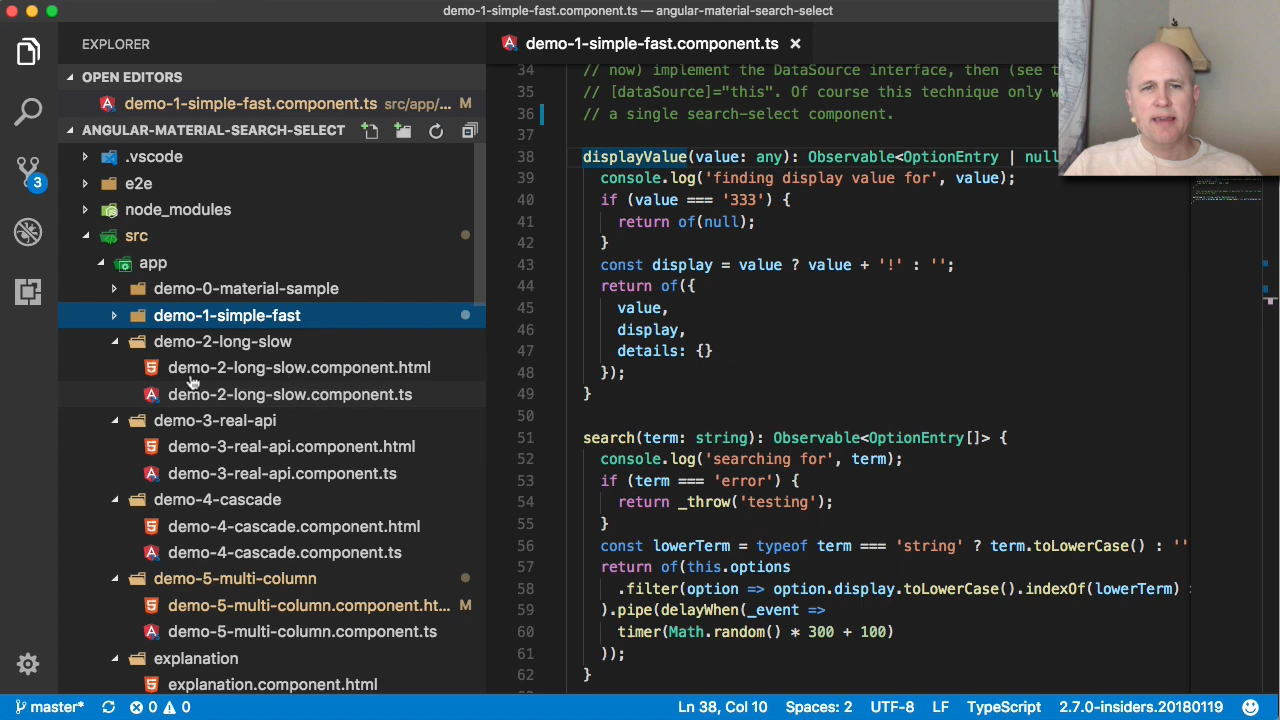 demo-1-simple-fast.component.ts — angular-material-search-select
EXPLORER
OPEN EDITORS
demo-1-simple-fast.component.ts src/app/... M
ANGULAR-MATERIAL-SEARCH-SELECT
.vscode
e2e
node_modules
src
app
demo-0-material-sample
demo-1-simple-fast
demo-2-long-slow
demo-2-long-slow.component.html
demo-2-long-slow.component.ts
demo-3-real-api
demo-3-real-api.component.html
demo-3-real-api.component.ts
demo-4-cascade
demo-4-cascade.component.html
demo-4-cascade.component.ts
demo-5-multi-column
demo-5-multi-column.component.ht... M
demo-5-multi-column.component.ts
explanation
explanation.component.html
3
demo-1-simple-fast.component.ts
34 // now) implement the DataSource interface, then (see t
35 // [dataSource]="this". Of course this technique only w
36 // a single search-select component.
37
38 displayValue(value: any): Observable<OptionEntry | null
39 console.log('finding display value for', value);
40 if (value === '333') {
41 return of(null);
42 }
43 const display = value ? value + '!' : '';
44 return of({
45 value,
46 display,
47 details: {}
48 });
49 }
50
51 search(term: string): Observable<OptionEntry[]> {
52 console.log('searching for', term);
53 if (term === 'error') {
54 return _throw('testing');
55 }
56 const lowerTerm = typeof term === 'string' ? term.toLowerCase() : ''
57 return of(this.options
58 .filter(option => option.display.toLowerCase().indexOf(lowerTerm)
59 ).pipe(delayWhen(_event =>
60 timer(Math.random() * 300 + 100)
61 ));
62 }
master* 0 0 Ln 38, Col 10 Spaces: 2 UTF-8 LF TypeScript 2.7.0-insiders.20180119